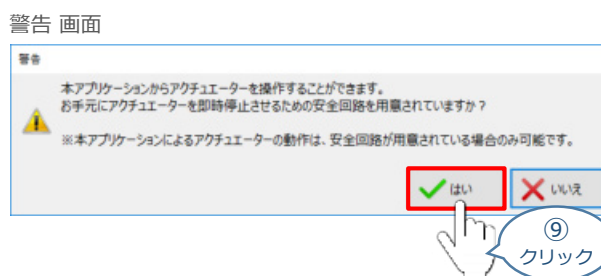 警告 画面
警告
本アプリケーションからアクチュエーターを操作することができます。
お手元にアクチュエーターを即時停止させるための安全回路を用意されていますか？
※本アプリケーションによるアクチュエーターの動作は、安全回路が用意されている場合のみ可能です。
はい
いいえ
⑨
クリック